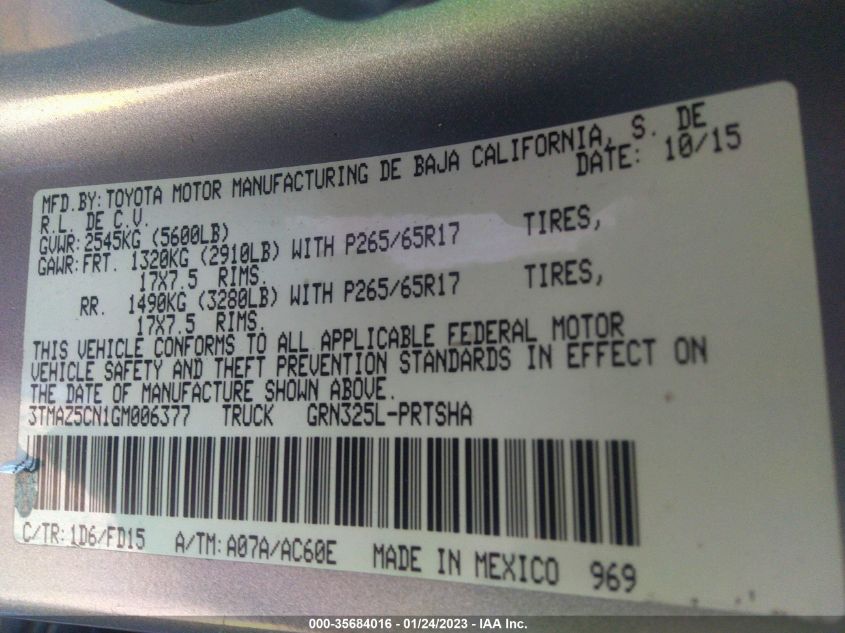 MFD.BY:TOYOTA MOTOR MANUFACTURING DE BAJA CALIFORNIA, S. DE
R.L. DE C.V. DATE: 10/15
GVWR:2545KG (5600LB)
GAWR:FRT. 1320KG (2910LB) WITH P265/65R17 TIRES,
17X7.5 RIMS.
RR. 1490KG (3280LB) WITH P265/65R17 TIRES,
17X7.5 RIMS.
THIS VEHICLE CONFORMS TO ALL APPLICABLE FEDERAL MOTOR
VEHICLE SAFETY AND THEFT PREVENTION STANDARDS IN EFFECT ON
THE DATE OF MANUFACTURE SHOWN ABOVE.
3TMAZ5CN1GM006377 TRUCK GRN325L-PRTSHA
C/TR:1D6/FD15 A/TM:A07A/AC60E MADE IN MEXICO 969
000-35684016 - 01/24/2023 - IAA Inc.